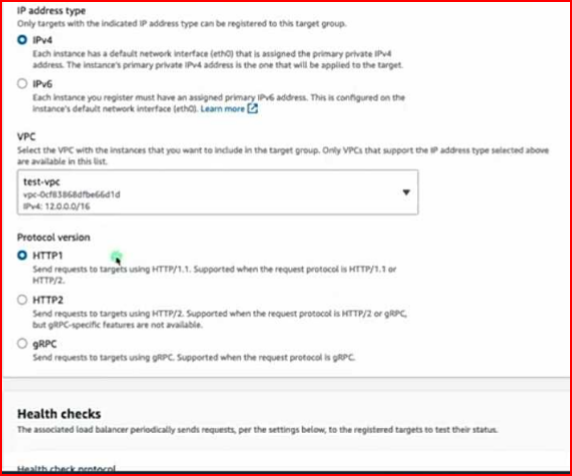 IP address type
Only targets with the indicated IP address type can be registered to this target group.
IPv4
Each instance has a default network interface (eth0) that is assigned the primary private IPv4
address. The instance's primary private IPv4 address is the one that will be applied to the target.
IPv6
Each instance you register must have an assigned primary IPv6 address. This is configured on the
instance's default network interface (eth0). Learn more
VPC
Select the VPC with the instances that you want to include in the target group. Only VPCs that support the IP address type selected above
are available in this list.
test-vpc
vpc-0cf83868dfbe66d1d
IPv4: 12.0.0.0/16
Protocol version
HTTP1
Send requests to targets using HTTP/1.1. Supported when the request protocol is HTTP/1.1 or
HTTP/2.
HTTP2
Send requests to targets using HTTP/2. Supported when the request protocol is HTTP/2 or gRPC,
but gRPC-specific features are not available.
gRPC
Send requests to targets using gRPC. Supported when the request protocol is gRPC.
Health checks
The associated load balancer periodically sends requests, per the settings below, to the registered targets to test their status.
Health check protocol